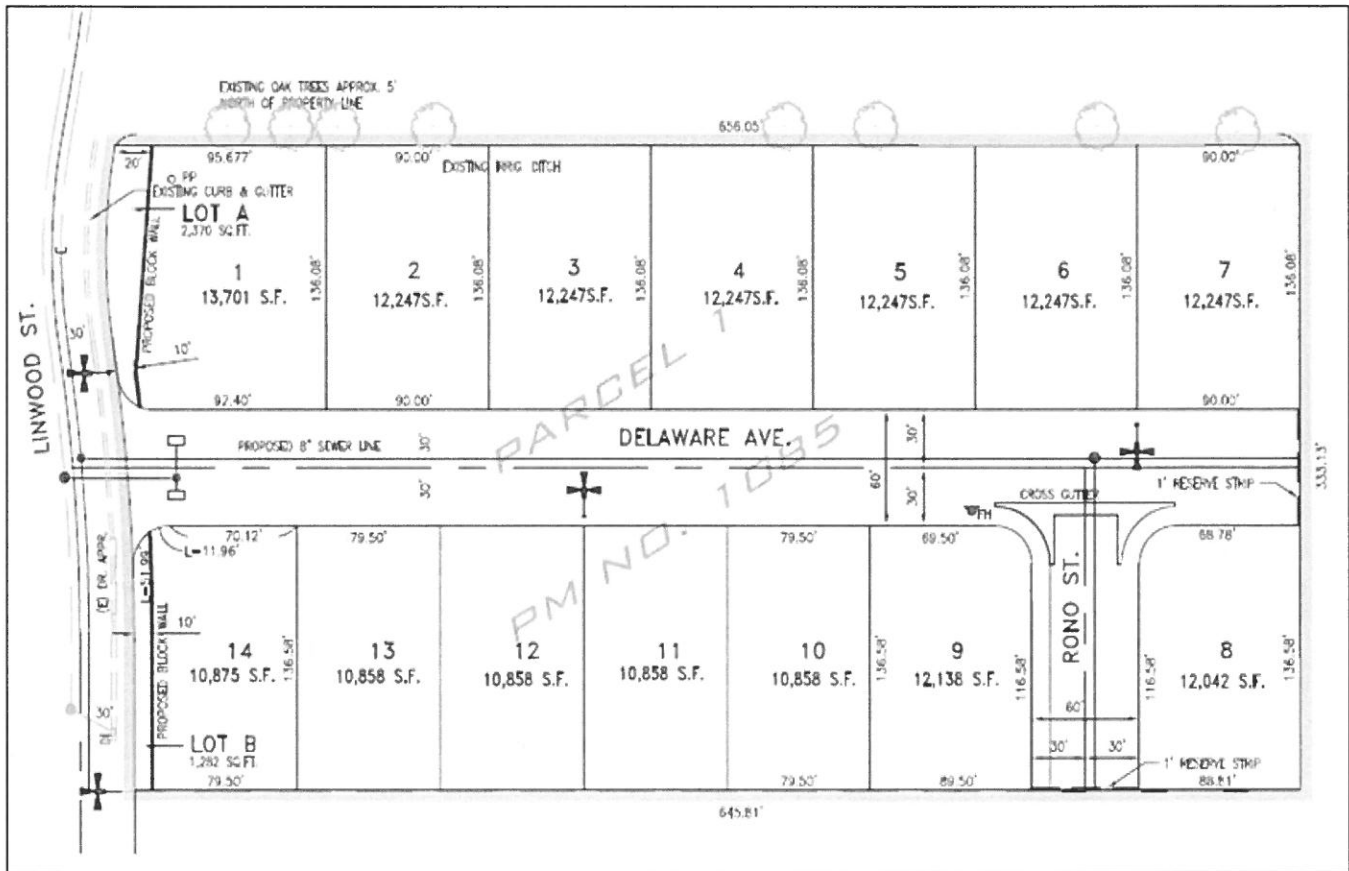 EXISTING OAK TREES APPROX. 5'
NORTH OF PROPERTY LINE
656.05'
20'
95.677'
90.00'
EXISTING IRRIG DITCH
90.00'
PP
EXISTING CURB & GUTTER
LOT A
2,370 SQ.FT.
PROPOSED BLOCK WALL
1
13,701 S.F.
136.08'
2
12,247S.F.
136.08'
3
12,247S.F.
136.08'
4
12,247S.F.
136.08'
5
12,247S.F.
136.08'
6
12,247S.F.
136.08'
7
12,247S.F.
136.08'
LINWOOD ST.
30'
10'
92.40'
90.00'
90.00'
PARCEL 1
PM NO. 1085
PROPOSED 8" SEWER LINE
30'
30'
DELAWARE AVE.
60'
30'
30'
333.13'
1' RESERVE STRIP
CROSS GUTTER
FH
70.12'
L=11.96'
79.50'
79.50'
69.50'
68.78'
L=51.99
(E) DR. APPR.
10'
PROPOSED BLOCK WALL
14
10,875 S.F.
136.58'
13
10,858 S.F.
12
10,858 S.F.
11
10,858 S.F.
10
10,858 S.F.
136.58'
9
12,138 S.F.
116.58'
RONO ST.
116.58'
8
12,042 S.F.
136.58'
60'
30'
30'
30'
DI
LOT B
1,282 SQ.FT.
1' RESERVE STRIP
79.50'
79.50'
89.50'
88.81'
645.81'